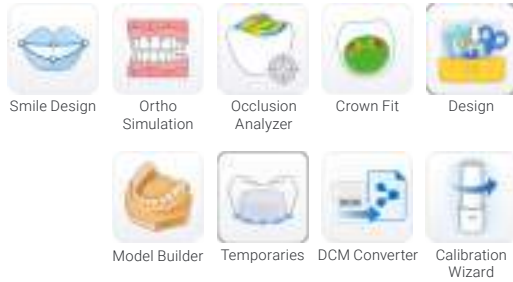 Smile Design
Ortho
Simulation
Occlusion
Analyzer
Crown Fit
Design
Model Builder
Temporaries
DCM Converter
Calibration
Wizard